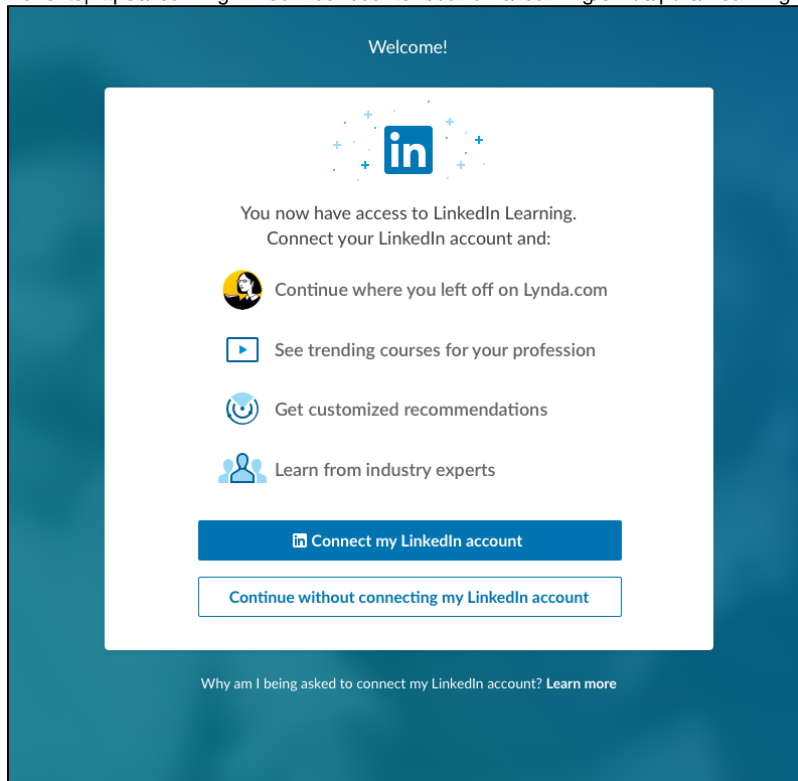 Welcome!
in
You now have access to LinkedIn Learning.
Connect your LinkedIn account and:
Continue where you left off on Lynda.com
See trending courses for your profession
Get customized recommendations
Learn from industry experts
in Connect my LinkedIn account
Continue without connecting my LinkedIn account
Why am I being asked to connect my LinkedIn account? Learn more